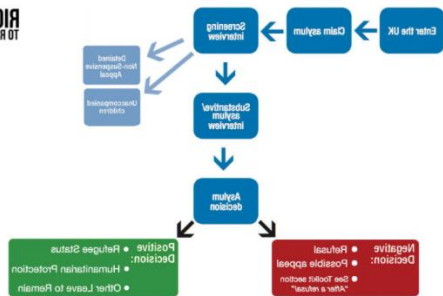 RIG
TO R
Enter the UK
Claim asylum
Screening
interview
Detained
Non-Suspensive
Appeal
Unaccompanied
children
Substantive/
asylum
interview
Asylum
decision
Positive
Decision:
• Refugee Status
• Humanitarian Protection
• Other Leave to Remain
Negative
Decision:
• Refusal
• Possible appeal
• See Toolkit section
"After a refusal"